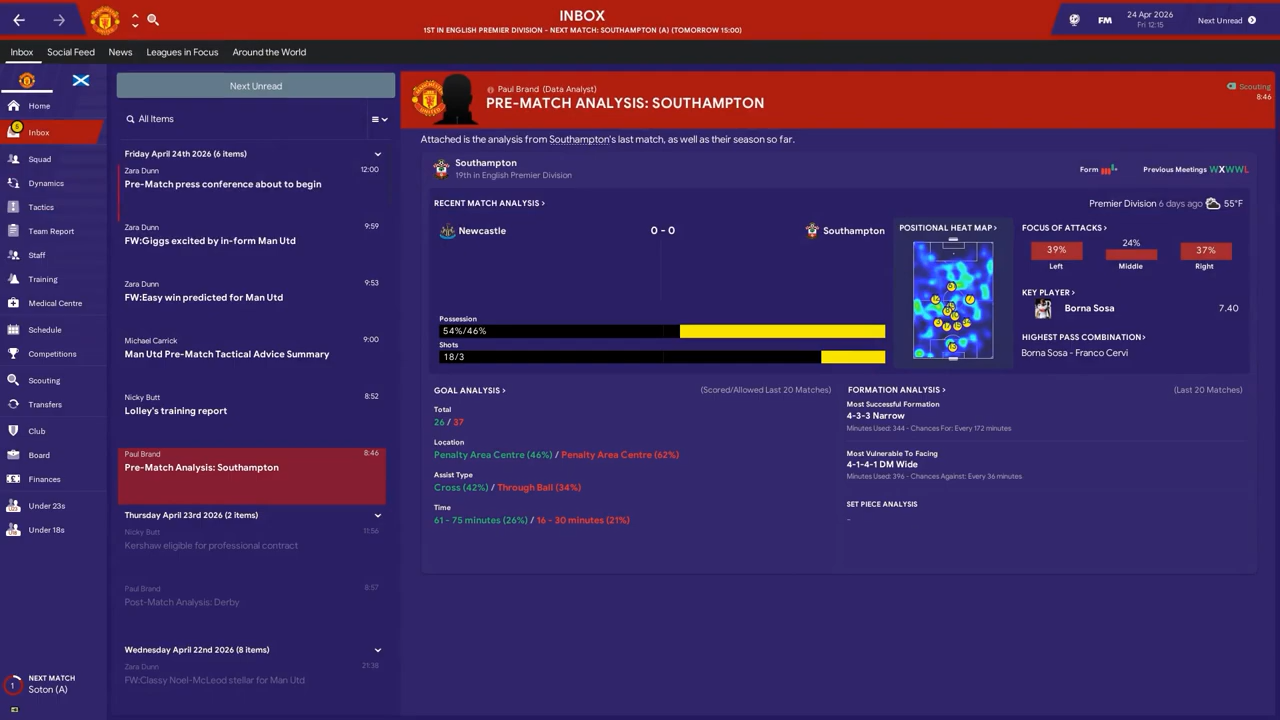 INBOX
1ST IN ENGLISH PREMIER DIVISION - NEXT MATCH: SOUTHAMPTON (A) (TOMORROW 15:00)
FM
24 Apr 2026
Fri 12:15
Next Unread
Inbox
Social Feed
News
Leagues in Focus
Around the World
Home
Inbox
Squad
Dynamics
Tactics
Team Report
Staff
Training
Medical Centre
Schedule
Competitions
Scouting
Transfers
Club
Board
Finances
Under 23s
Under 18s
1
NEXT MATCH
Soton (A)
Next Unread
All Items
Friday April 24th 2026 (6 items)
Zara Dunn 12:00
Pre-Match press conference about to begin
Zara Dunn 9:59
FW:Giggs excited by in-form Man Utd
Zara Dunn 9:53
FW:Easy win predicted for Man Utd
Michael Carrick 9:00
Man Utd Pre-Match Tactical Advice Summary
Nicky Butt 8:52
Lolley's training report
Paul Brand 8:46
Pre-Match Analysis: Southampton
Thursday April 23rd 2026 (2 items)
Nicky Butt 11:56
Kershaw eligible for professional contract
Paul Brand 8:57
Post-Match Analysis: Derby
Wednesday April 22nd 2026 (8 items)
Zara Dunn 21:38
FW:Classy Noel-McLeod stellar for Man Utd
Paul Brand (Data Analyst)
PRE-MATCH ANALYSIS: SOUTHAMPTON
Scouting
8:46
Attached is the analysis from Southampton's last match, as well as their season so far.
Southampton
19th in English Premier Division
Form
Previous Meetings WXWWL
RECENT MATCH ANALYSIS >
Premier Division 6 days ago 55°F
Newcastle 0 - 0 Southampton
Possession
54%/46%
Shots
18/3
POSITIONAL HEAT MAP >
FOCUS OF ATTACKS >
39% 24% 37%
Left Middle Right
KEY PLAYER >
Borna Sosa 7.40
HIGHEST PASS COMBINATION >
Borna Sosa - Franco Cervi
GOAL ANALYSIS > (Scored/Allowed Last 20 Matches)
Total
26 / 37
Location
Penalty Area Centre (46%) / Penalty Area Centre (62%)
Assist Type
Cross (42%) / Through Ball (34%)
Time
61 - 75 minutes (26%) / 16 - 30 minutes (21%)
FORMATION ANALYSIS > (Last 20 Matches)
Most Successful Formation
4-3-3 Narrow
Minutes Used: 344 - Chances For: Every 172 minutes
Most Vulnerable To Facing
4-1-4-1 DM Wide
Minutes Used: 396 - Chances Against: Every 36 minutes
SET PIECE ANALYSIS
-